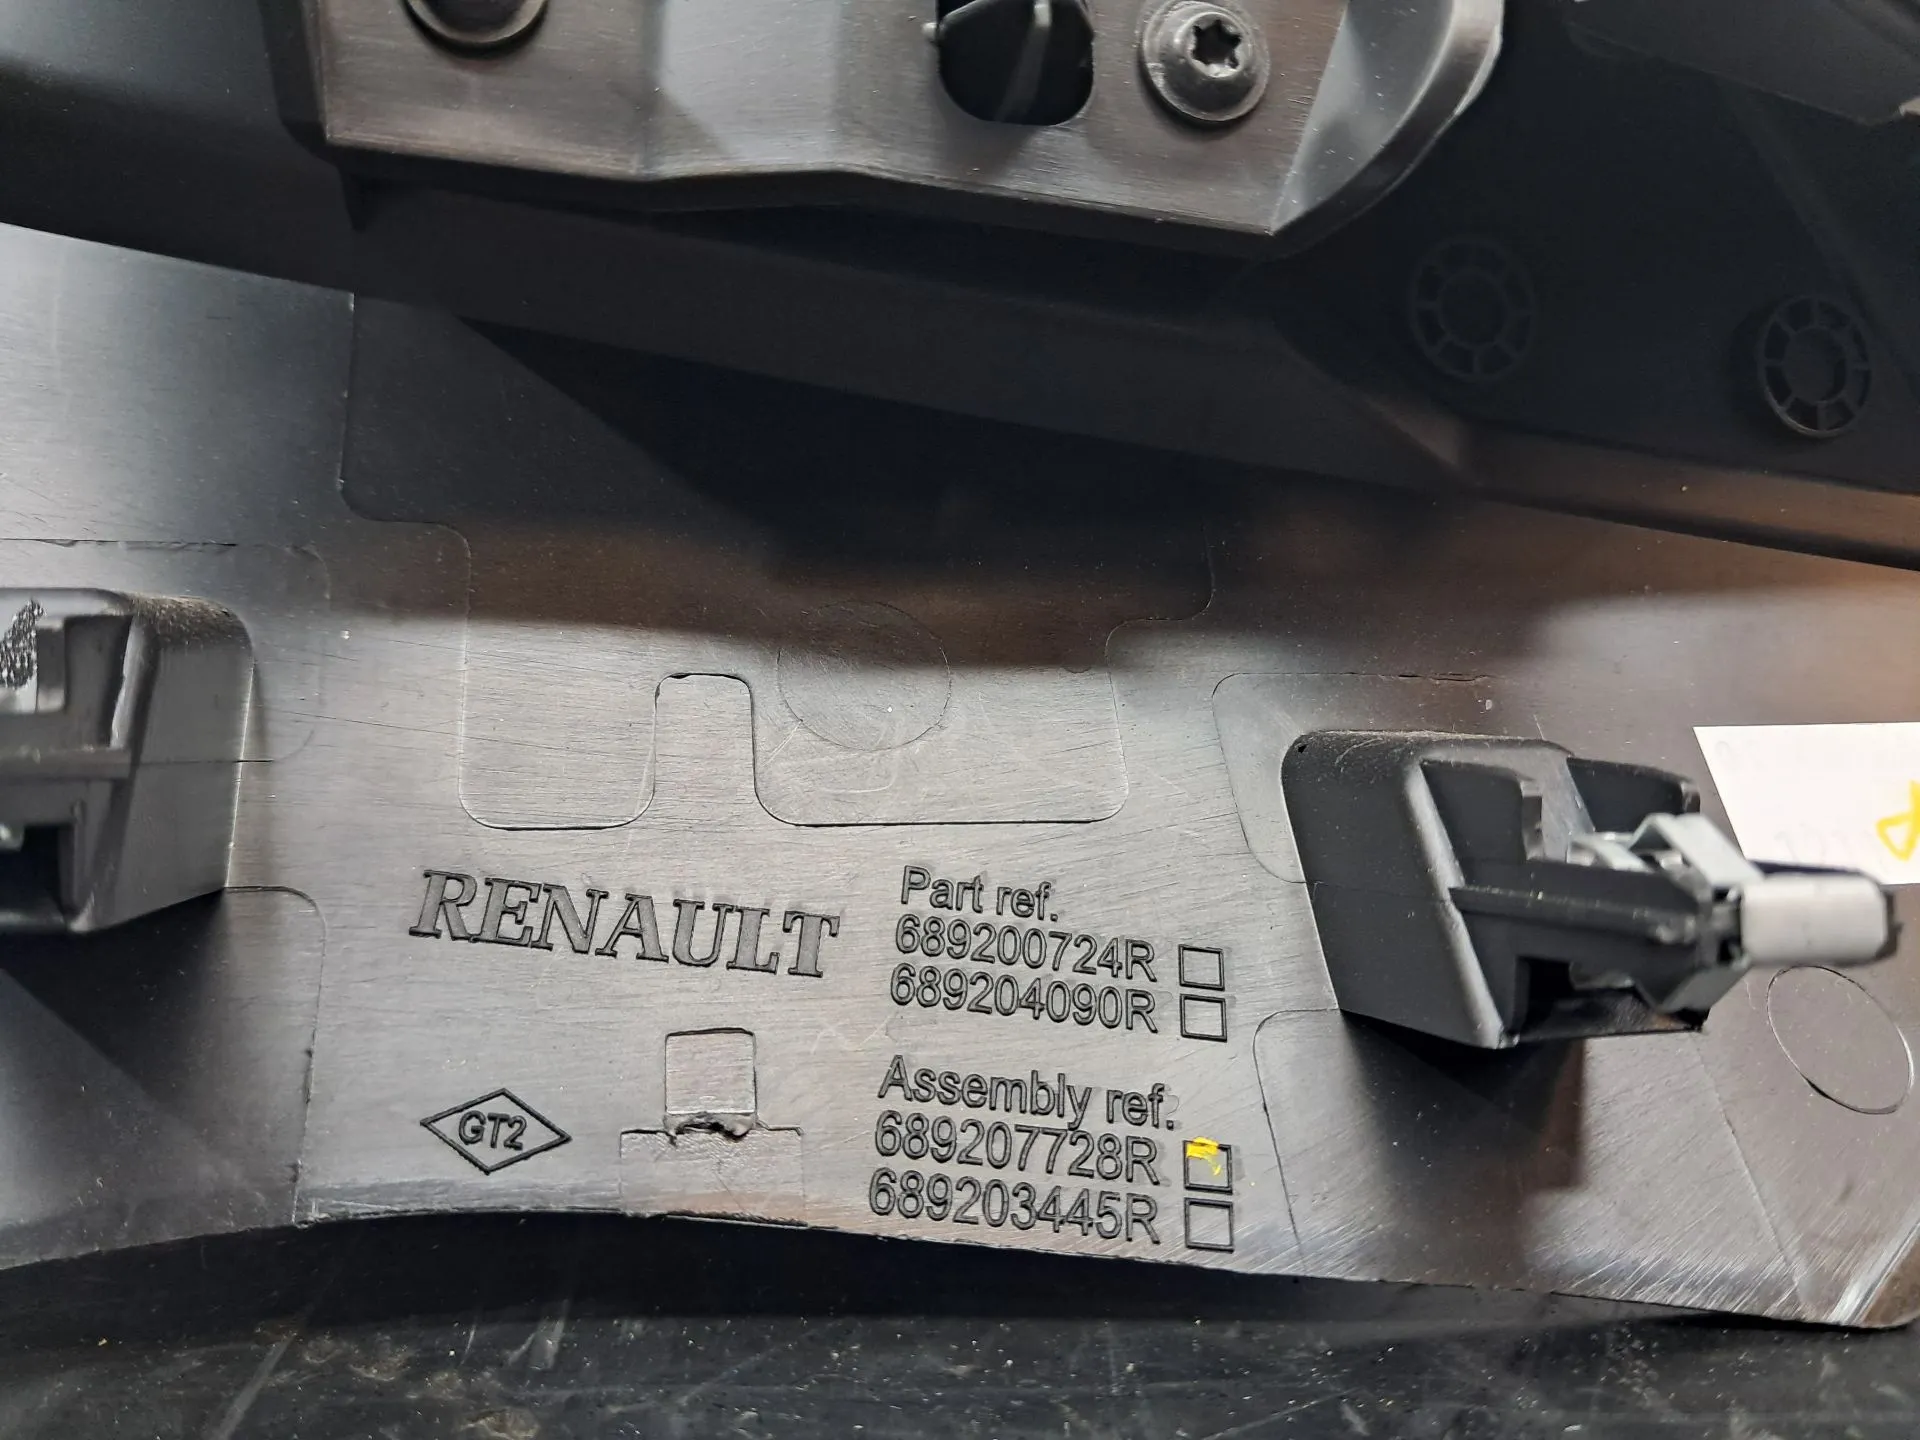 RENAULT
Part ref.
689200724R
689204090R
GT2
Assembly ref.
689207728R
689203445R